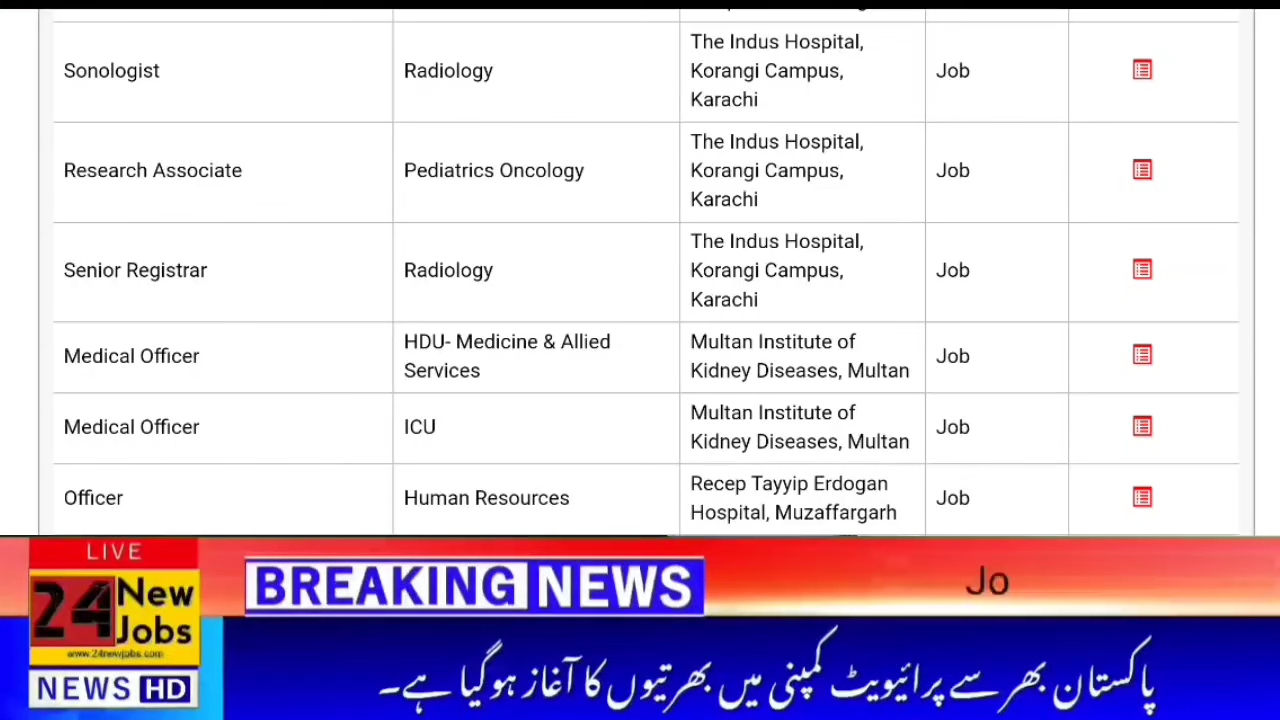 Sonologist
Radiology
The Indus Hospital,
Korangi Campus,
Karachi
Job
Research Associate
Pediatrics Oncology
The Indus Hospital,
Korangi Campus,
Karachi
Job
Senior Registrar
Radiology
The Indus Hospital,
Korangi Campus,
Karachi
Job
Medical Officer
HDU- Medicine & Allied
Services
Multan Institute of
Kidney Diseases, Multan
Job
Medical Officer
ICU
Multan Institute of
Kidney Diseases, Multan
Job
Officer
Human Resources
Recep Tayyip Erdogan
Hospital, Muzaffargarh
Job
LIVE
24 New
Jobs
www.24newjobs.com
NEWS HD
BREAKING NEWS
Jo
پاکستان بھر سے پرائیویٹ کمپنی میں بھرتیوں کا آغاز ہوگیا ہے۔